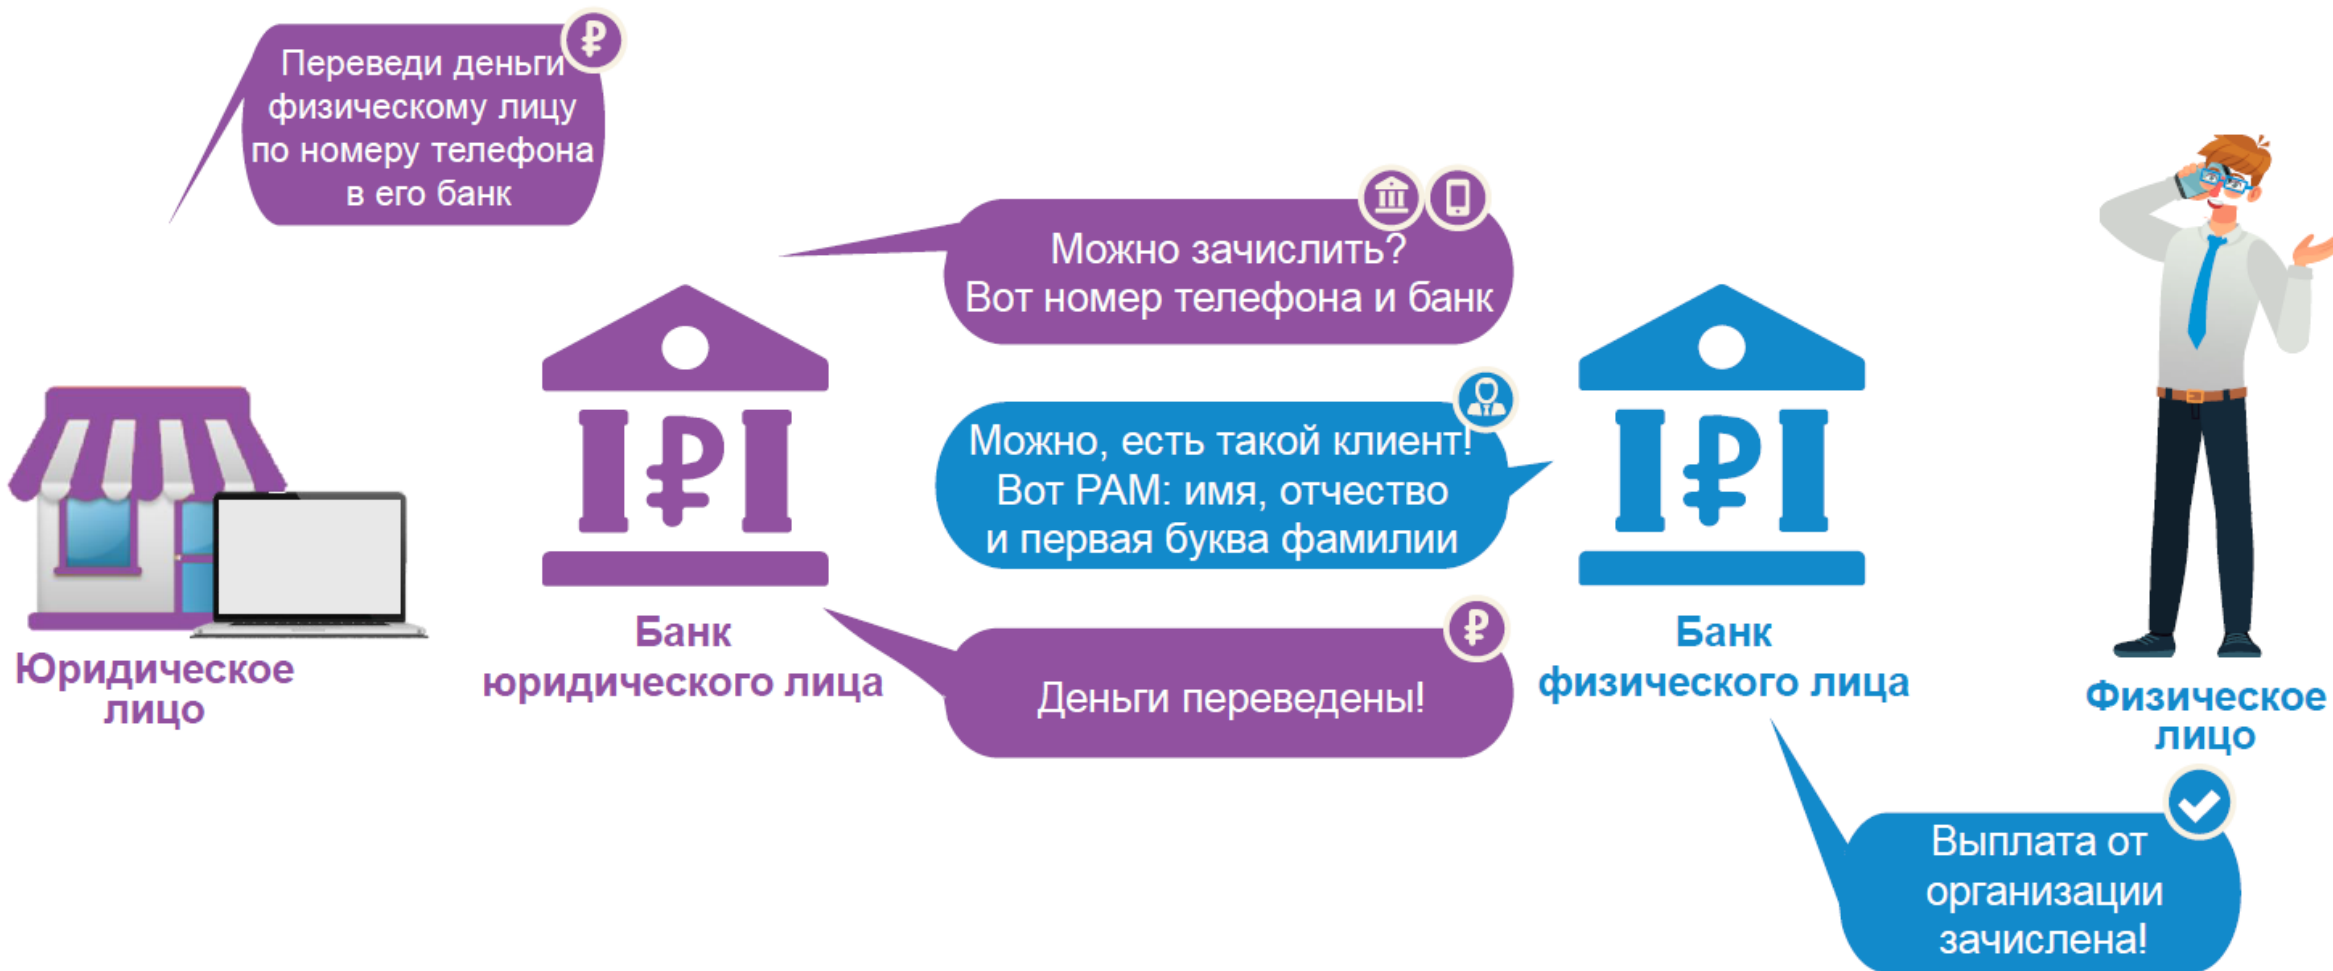 Переведи деньги
физическому лицу
по номеру телефона
в его банк
Можно зачислить?
Вот номер телефона и банк
Можно, есть такой клиент!
Вот PAM: имя, отчество
и первая буква фамилии
Деньги переведены!
Юридическое
лицо
Банк
юридического лица
Банк
физического лица
Физическое
лицо
Выплата от
организации
зачислена!